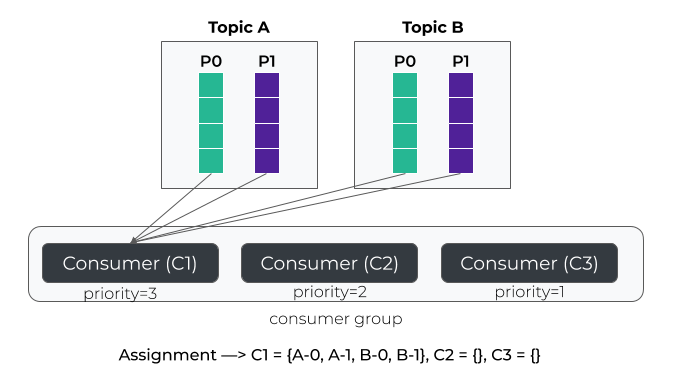 Topic A
Topic B
P0
P1
P0
P1
Consumer (C1)
Consumer (C2)
Consumer (C3)
priority=3
priority=2
priority=1
consumer group
Assignment —> C1 = {A-0, A-1, B-0, B-1}, C2 = {}, C3 = {}